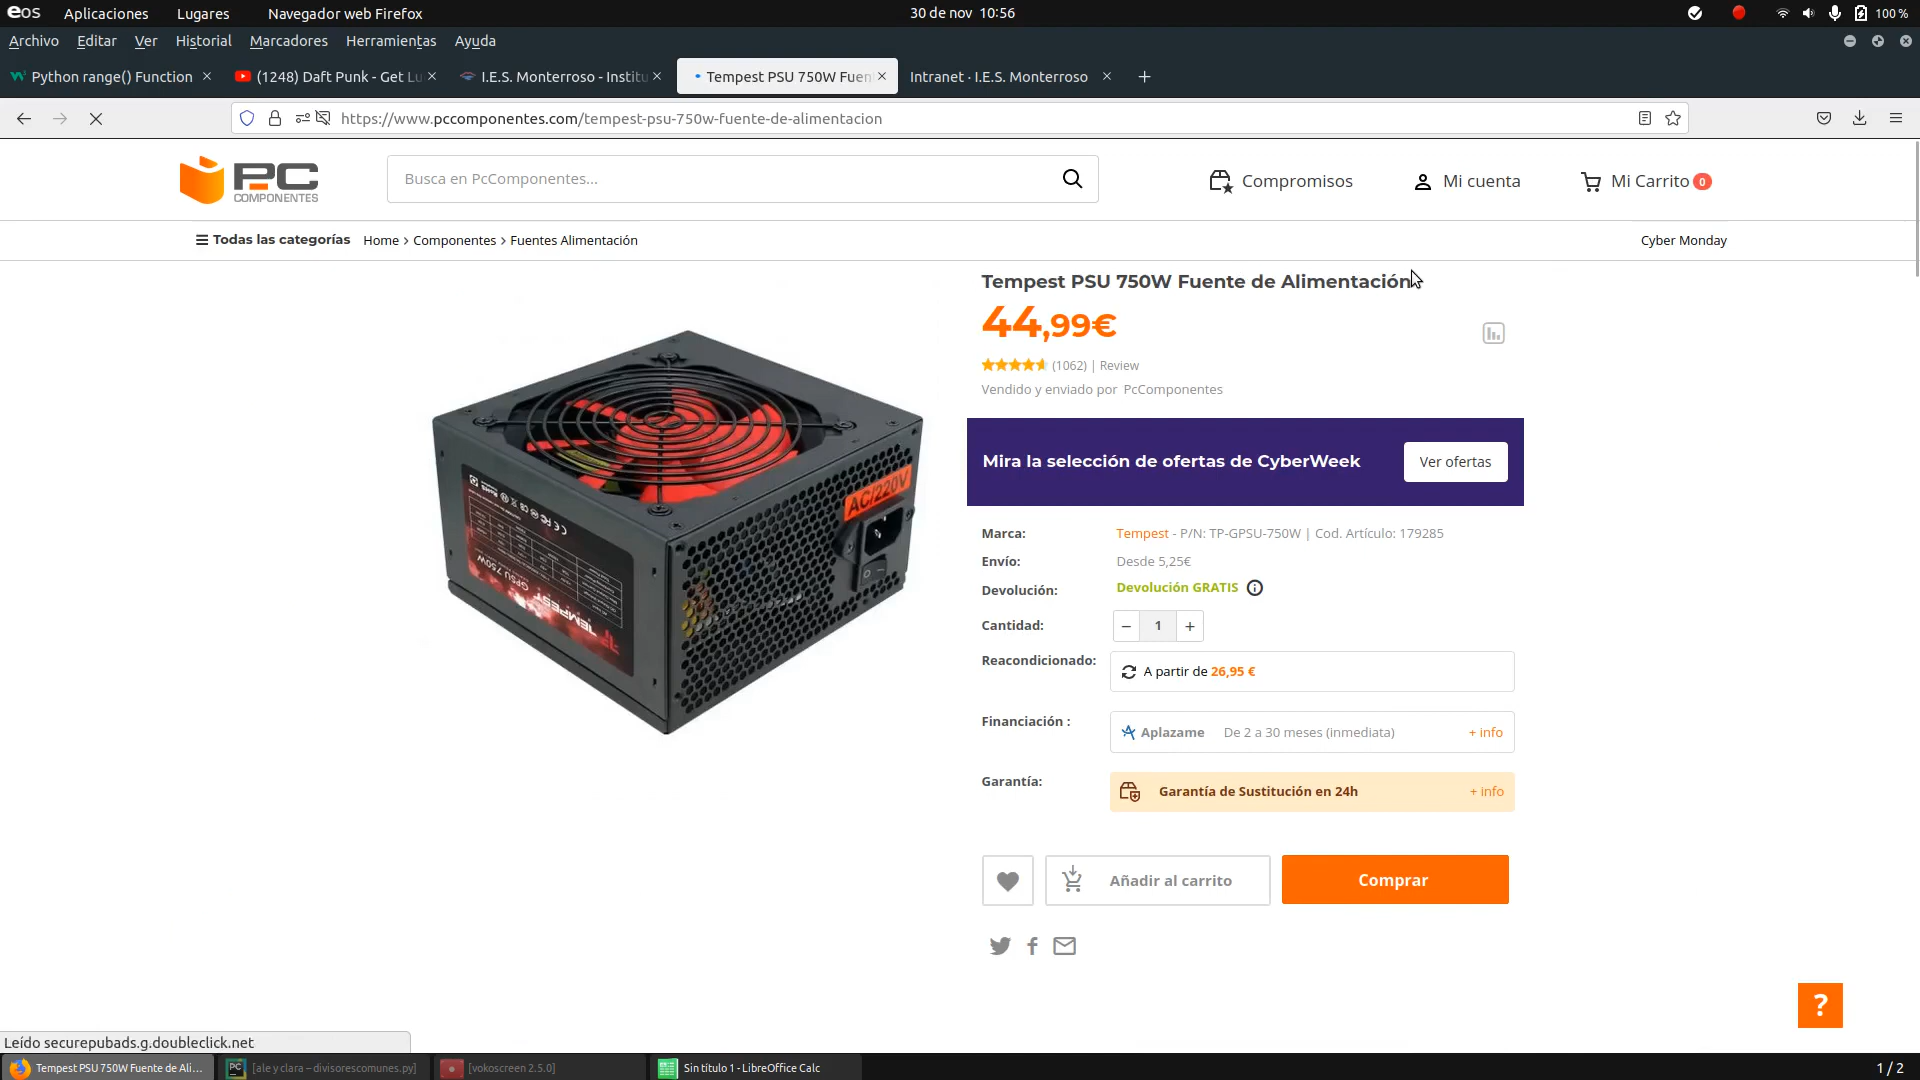 eos Aplicaciones Lugares Navegador web Firefox 30 de nov 10:56 100 %
Archivo Editar Ver Historial Marcadores Herramientas Ayuda
Python range() Function (1248) Daft Punk - Get Lu I.E.S. Monterroso - Institu Tempest PSU 750W Fuen Intranet · I.E.S. Monterroso
https://www.pccomponentes.com/tempest-psu-750w-fuente-de-alimentacion
PC COMPONENTES
Busca en PcComponentes...
Compromisos Mi cuenta Mi Carrito 0
Todas las categorías Home > Componentes > Fuentes Alimentación Cyber Monday
Tempest PSU 750W Fuente de Alimentación
44,99€
(1062) | Review
Vendido y enviado por PcComponentes
Mira la selección de ofertas de CyberWeek Ver ofertas
AC/220V
GPSU 750W
TEMPEST
Marca: Tempest - P/N: TP-GPSU-750W | Cod. Artículo: 179285
Envío: Desde 5,25€
Devolución: Devolución GRATIS
Cantidad: − 1 +
Reacondicionado: A partir de 26,95 €
Financiación : Aplazame De 2 a 30 meses (inmediata) + info
Garantía: Garantía de Sustitución en 24h + info
Añadir al carrito Comprar
?
Leído securepubads.g.doubleclick.net
Tempest PSU 750W Fuente de Ali... PC [ale y clara – divisorescomunes.py] [vokoscreen 2.5.0] Sin título 1 - LibreOffice Calc 1 / 2